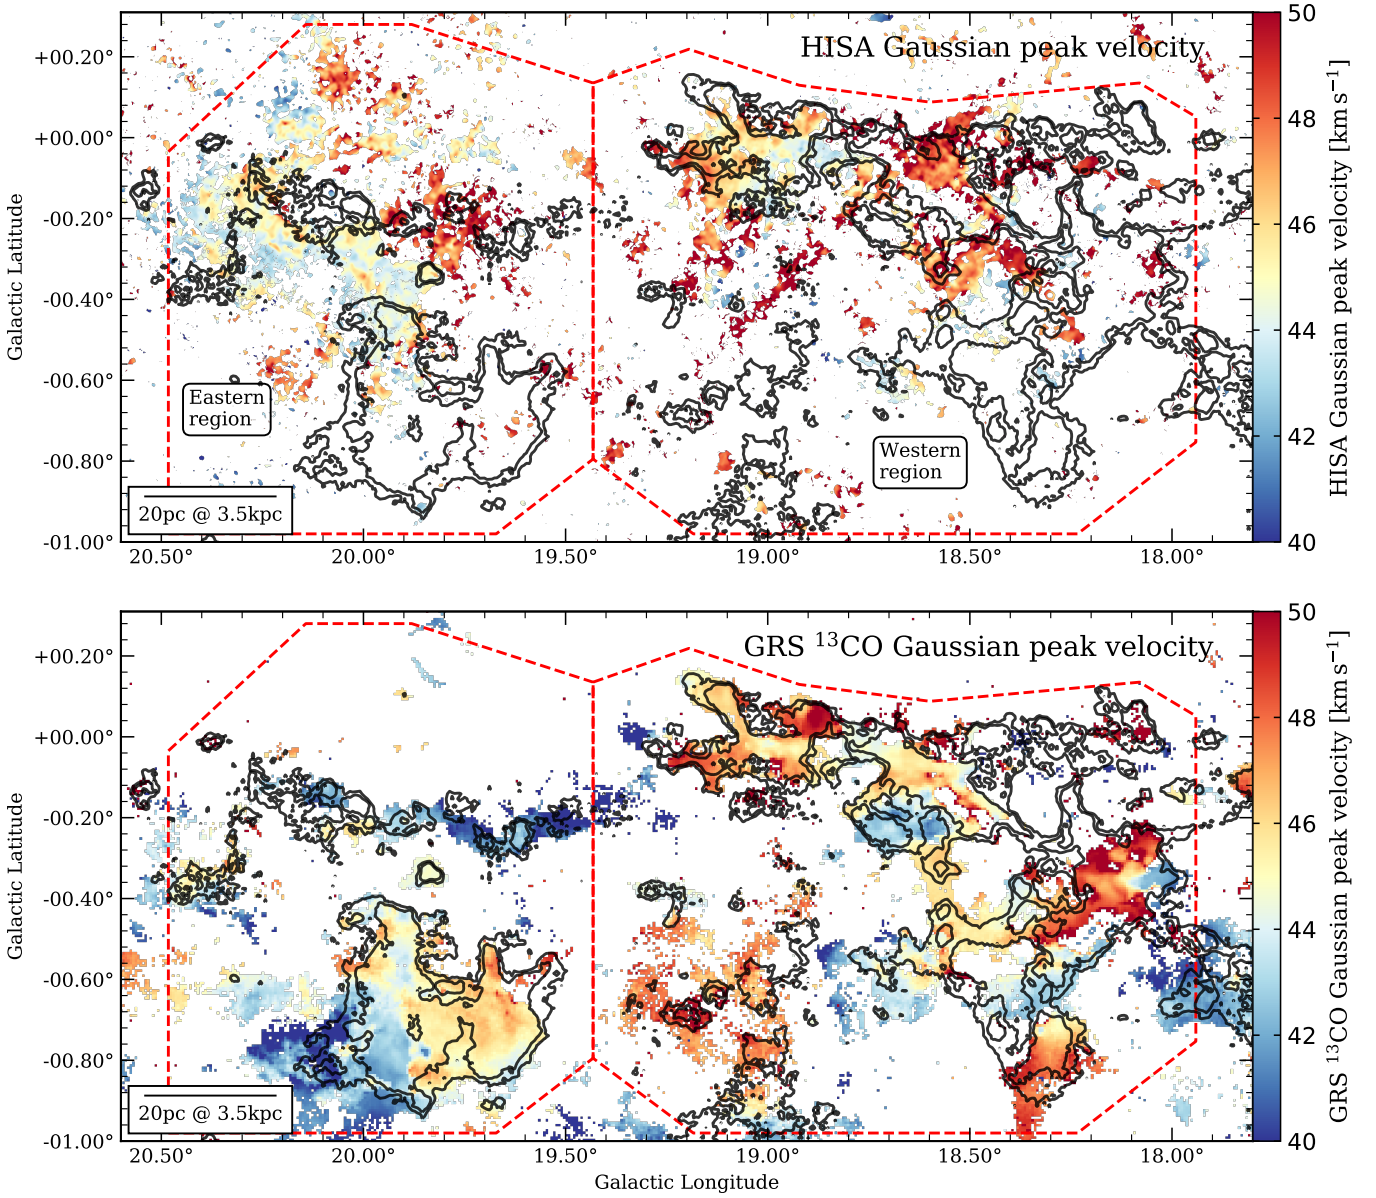 HISA Gaussian peak velocity
+00.20°
+00.00°
-00.20°
-00.40°
-00.60°
-00.80°
-01.00°
Galactic Latitude
Eastern
region
Western
region
20pc @ 3.5kpc
20.50°
20.00°
19.50°
19.00°
18.50°
18.00°
50
48
46
44
42
40
HISA Gaussian peak velocity [km s⁻¹]
GRS ¹³CO Gaussian peak velocity
+00.20°
+00.00°
-00.20°
-00.40°
-00.60°
-00.80°
-01.00°
Galactic Latitude
20pc @ 3.5kpc
20.50°
20.00°
19.50°
19.00°
18.50°
18.00°
Galactic Longitude
50
48
46
44
42
40
GRS ¹³CO Gaussian peak velocity [km s⁻¹]